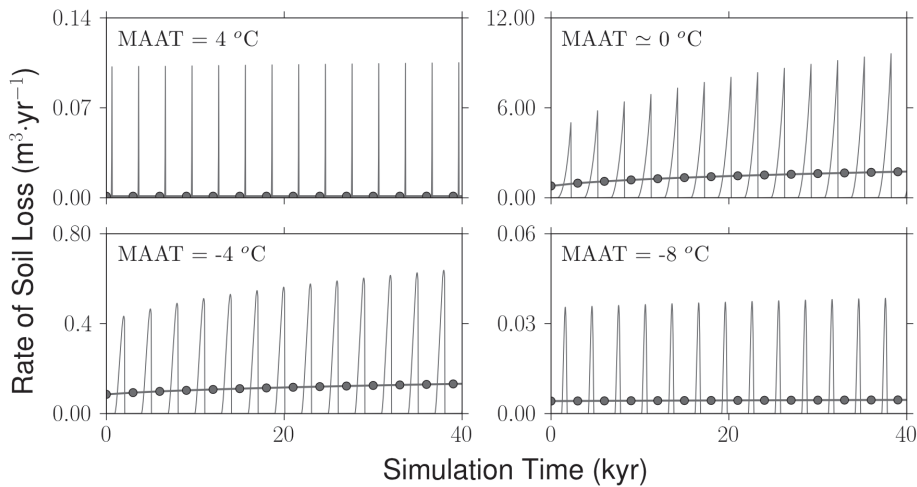 Rate of Soil Loss (m³·yr⁻¹)
0.14
0.07
0.00
MAAT = 4 °C
12.00
6.00
0.00
MAAT ≃ 0 °C
0.80
0.4
0.00
MAAT = -4 °C
0 20 40
0.06
0.03
0.00
MAAT = -8 °C
0 20 40
Simulation Time (kyr)